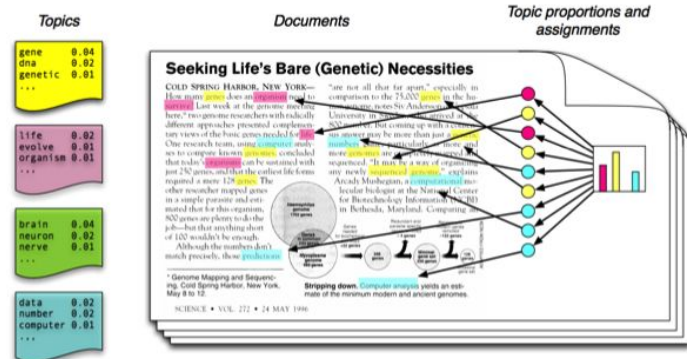 Topics
Documents
Topic proportions and
assignments
gene 0.04
dna 0.02
genetic 0.01
...
life 0.02
evolve 0.01
organism 0.01
...
brain 0.04
neuron 0.02
nerve 0.01
...
data 0.02
number 0.02
computer 0.01
...
Seeking Life's Bare (Genetic) Necessities
COLD SPRING HARBOR, NEW YORK—
How many genes does an organism need to
survive? Last week at the genome meeting
here, two genome researchers with radically
different approaches presented complemen-
tary views of the basic genes needed for life.
One research team, using computer analy-
ses to compare known genomes, concluded
that today's organisms can be sustained with
just 250 genes, and that the earliest life forms
required a mere 128 genes. The
other researcher mapped genes
in a simple parasite and esti-
mated that for this organism,
800 genes are plenty to do the
job—but that anything short
of 100 wouldn't be enough.
Although the numbers don't
match precisely, those predictions
* Genome Mapping and Sequenc-
ing, Cold Spring Harbor, New York,
May 8 to 12.
"are not all that far apart," especially in
comparison to the 75,000 genes in the hu-
genome, notes Siv Andersson
University in arrived at the
800 But coming up with a
sus answer may be more than just a
numbers particularly more and
more genomes are
sequenced. "It may be a way of organizing
any newly sequenced genome," explains
Arcady Mushegian, a computational mo-
lecular biologist at the National Center
for Biotechnology Information (NCBI)
in Bethesda, Maryland. Comparing
Stripping down. Computer analysis yields an esti-
mate of the minimum modern and ancient genomes.
SCIENCE • VOL. 272 • 24 MAY 1996